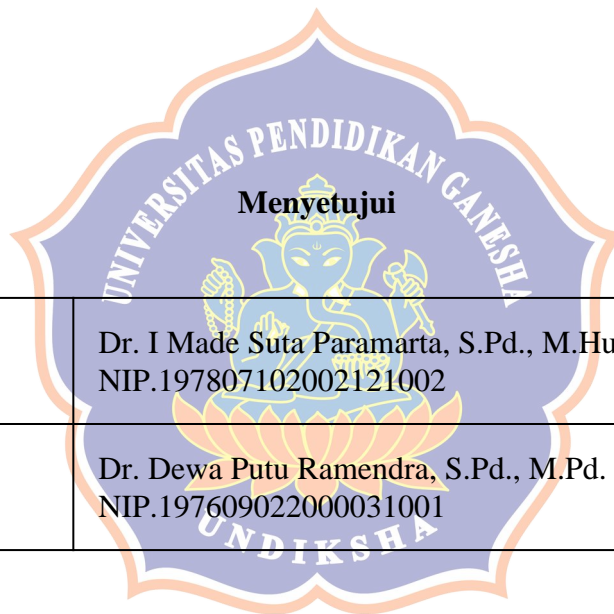 UNIVERSITAS PENDIDIKAN GANESHA
Menyetujui
Dr. I Made Suta Paramarta, S.Pd., M.Hu
NIP.197807102002121002
Dr. Dewa Putu Ramendra, S.Pd., M.Pd.
NIP.197609022000031001
UNDIKSHA